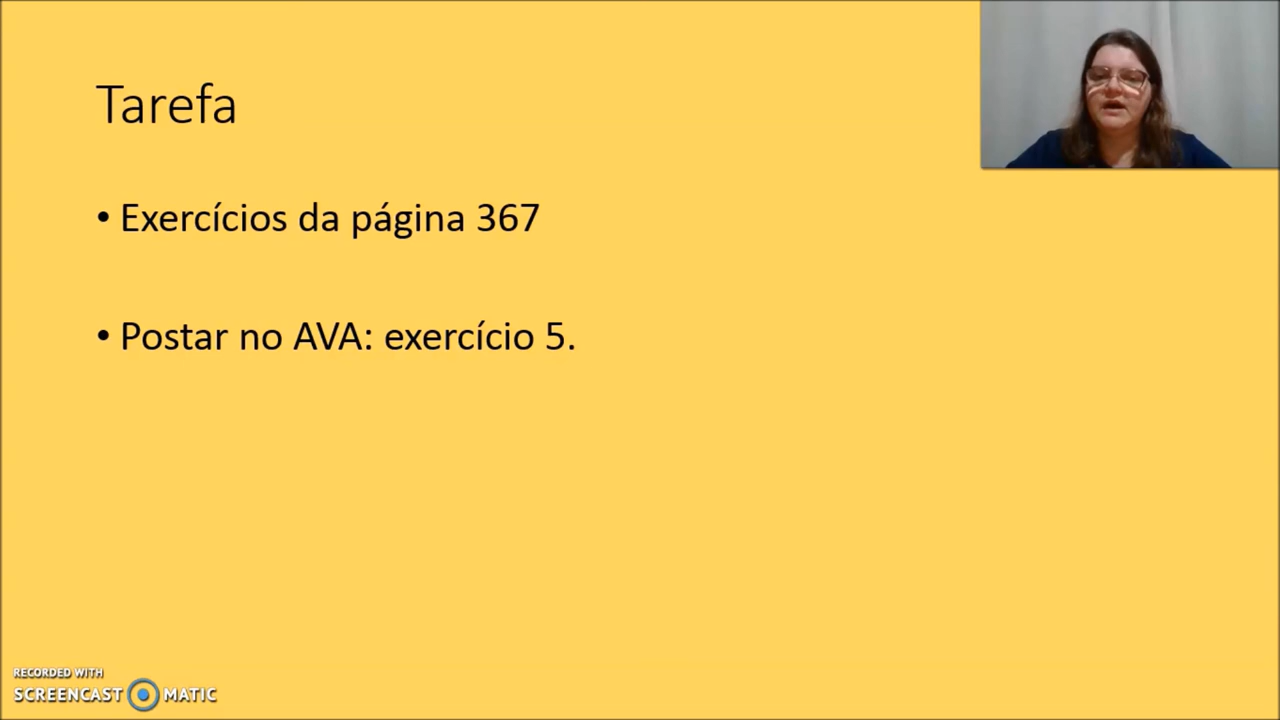 Tarefa
• Exercícios da página 367
• Postar no AVA: exercício 5.
RECORDED WITH
SCREENCAST MATIC